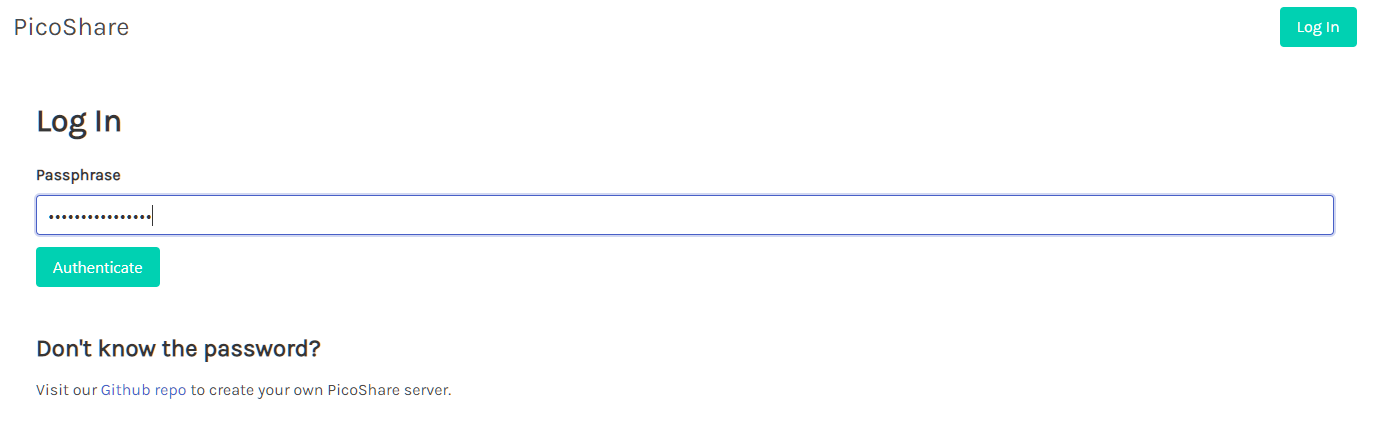 PicoShare
Log In
Log In
Passphrase
••••••••••••••••
Authenticate
Don't know the password?
Visit our Github repo to create your own PicoShare server.